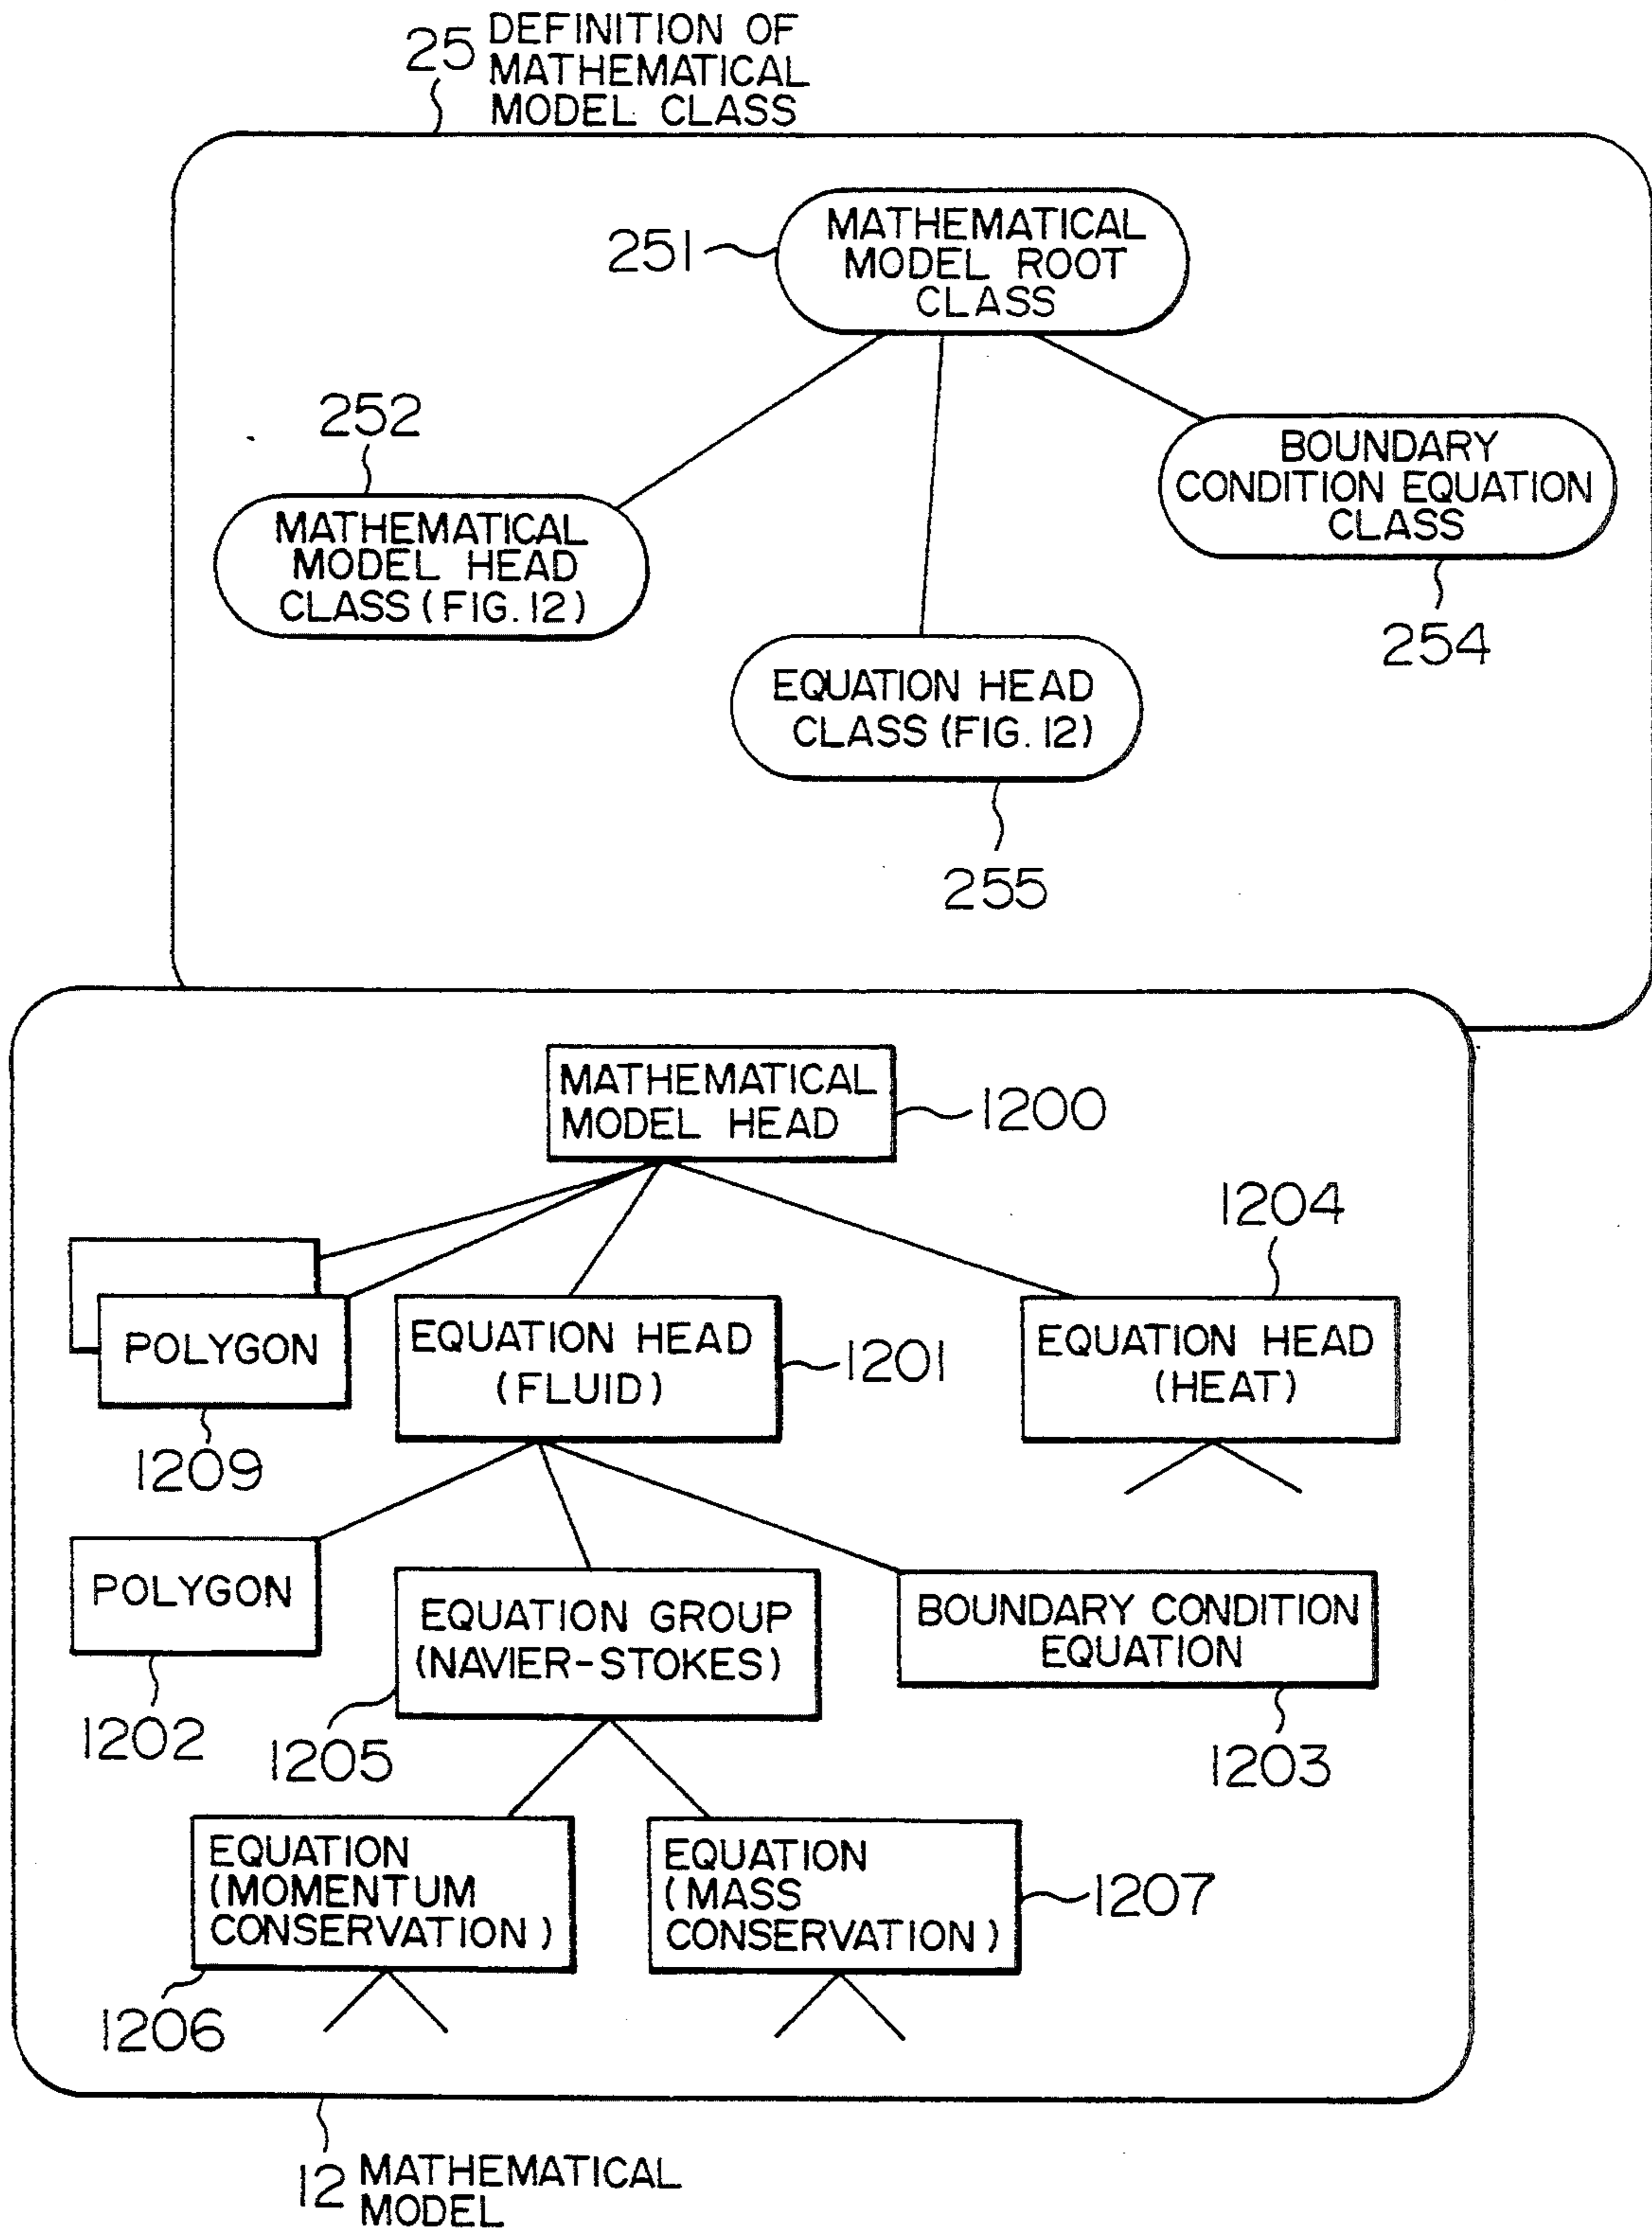 25 DEFINITION OF
MATHEMATICAL
MODEL CLASS
251
MATHEMATICAL
MODEL ROOT
CLASS
252
MATHEMATICAL
MODEL HEAD
CLASS (FIG. 12)
BOUNDARY
CONDITION EQUATION
CLASS
254
EQUATION HEAD
CLASS (FIG. 12)
255
MATHEMATICAL
MODEL HEAD
1200
1204
POLYGON
1209
EQUATION HEAD
(FLUID)
1201
EQUATION HEAD
(HEAT)
POLYGON
1202
EQUATION GROUP
(NAVIER-STOKES)
1205
BOUNDARY CONDITION
EQUATION
1203
EQUATION
(MOMENTUM
CONSERVATION)
1206
EQUATION
(MASS
CONSERVATION)
1207
12 MATHEMATICAL
MODEL